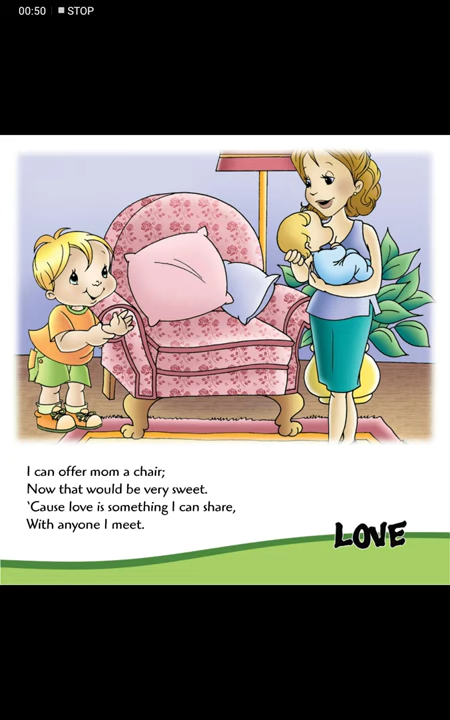 00:50 STOP
I can offer mom a chair;
Now that would be very sweet.
‘Cause love is something I can share,
With anyone I meet.
LOVE